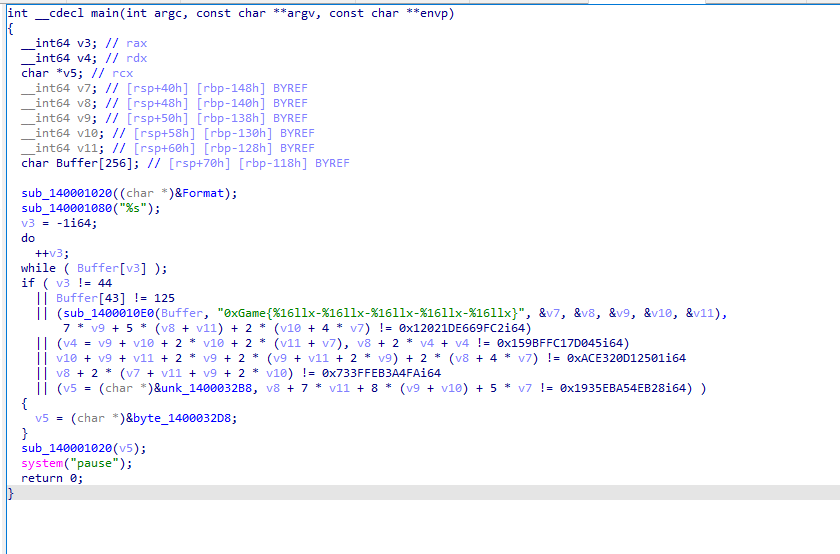 int __cdecl main(int argc, const char **argv, const char **envp)
{
__int64 v3; // rax
__int64 v4; // rdx
char *v5; // rcx
__int64 v7; // [rsp+40h] [rbp-148h] BYREF
__int64 v8; // [rsp+48h] [rbp-140h] BYREF
__int64 v9; // [rsp+50h] [rbp-138h] BYREF
__int64 v10; // [rsp+58h] [rbp-130h] BYREF
__int64 v11; // [rsp+60h] [rbp-128h] BYREF
char Buffer[256]; // [rsp+70h] [rbp-118h] BYREF
sub_140001020((char *)&Format);
sub_140001080("%s");
v3 = -1i64;
do
++v3;
while ( Buffer[v3] );
if ( v3 != 44
|| Buffer[43] != 125
|| (sub_1400010E0(Buffer, "0xGame{%16llx-%16llx-%16llx-%16llx-%16llx}", &v7, &v8, &v9, &v10, &v11),
7 * v9 + 5 * (v8 + v11) + 2 * (v10 + 4 * v7) != 0x12021DE669FC2i64)
|| (v4 = v9 + v10 + 2 * v10 + 2 * (v11 + v7), v8 + 2 * v4 + v4 != 0x159BFFC17D045i64)
|| v10 + v9 + v11 + 2 * v9 + 2 * (v9 + v11 + 2 * v9) + 2 * (v8 + 4 * v7) != 0xACE320D12501i64
|| v8 + 2 * (v7 + v11 + v9 + 2 * v10) != 0x733FFEB3A4FAi64
|| (v5 = (char *)&unk_1400032B8, v8 + 7 * v11 + 8 * (v9 + v10) + 5 * v7 != 0x1935EBA54EB28i64) )
{
v5 = (char *)&byte_1400032D8;
}
sub_140001020(v5);
system("pause");
return 0;
}